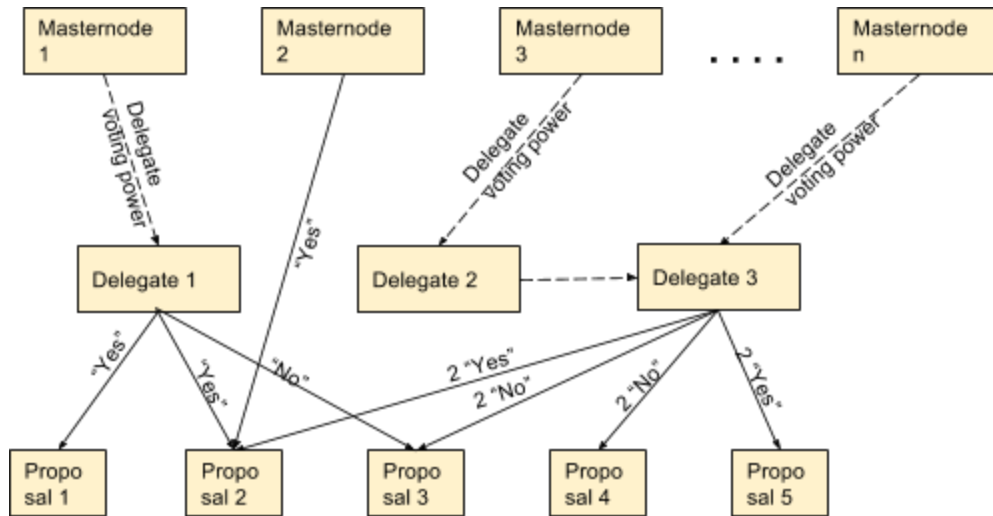 Masternode
1
Masternode
2
Masternode
3
. . . .
Masternode
n
Delegate
voting power
"Yes"
Delegate
voting power
Delegate
voting power
Delegate 1
Delegate 2
Delegate 3
"Yes"
"Yes"
"No"
2 "Yes"
2 "No"
2 "No"
2 "Yes"
Propo
sal 1
Propo
sal 2
Propo
sal 3
Propo
sal 4
Propo
sal 5